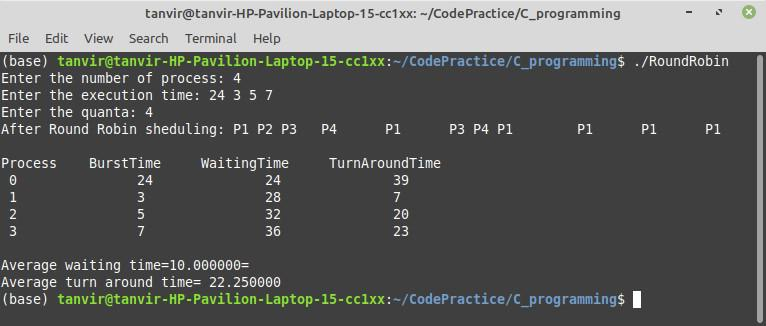 tanvir@tanvir-HP-Pavilion-Laptop-15-cc1xx: ~/CodePractice/C_programming
File Edit View Search Terminal Help
(base) tanvir@tanvir-HP-Pavilion-Laptop-15-cc1xx:~/CodePractice/C_programming$ ./RoundRobin
Enter the number of process: 4
Enter the execution time: 24 3 5 7
Enter the quanta: 4
After Round Robin sheduling: P1 P2 P3 P4 P1 P3 P4 P1 P1 P1 P1
Process BurstTime WaitingTime TurnAroundTime
0 24 24 39
1 3 28 7
2 5 32 20
3 7 36 23
Average waiting time=10.000000=
Average turn around time= 22.250000
(base) tanvir@tanvir-HP-Pavilion-Laptop-15-cc1xx:~/CodePractice/C_programming$